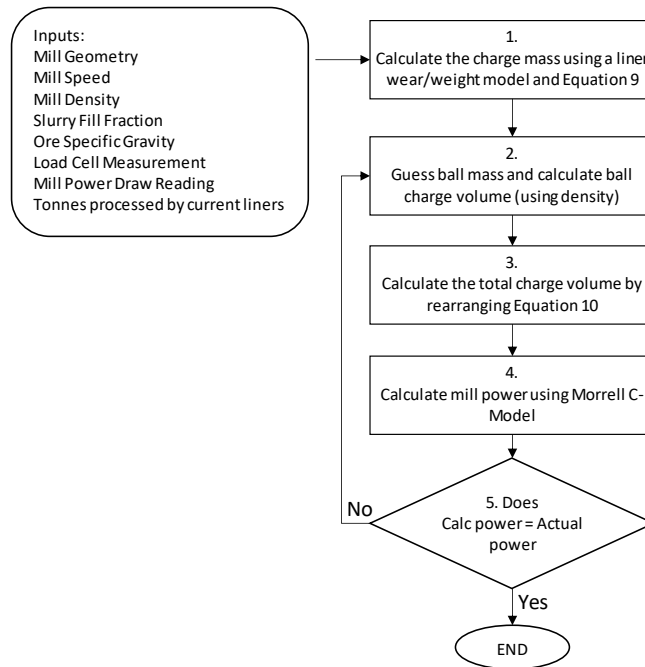 Inputs:
Mill Geometry
Mill Speed
Mill Density
Slurry Fill Fraction
Ore Specific Gravity
Load Cell Measurement
Mill Power Draw Reading
Tonnes processed by current liners
1.
Calculate the charge mass using a liner
wear/weight model and Equation 9
2.
Guess ball mass and calculate ball
charge volume (using density)
3.
Calculate the total charge volume by
rearranging Equation 10
4.
Calculate mill power using Morrell C-
Model
5. Does
Calc power = Actual
power
No
Yes
END